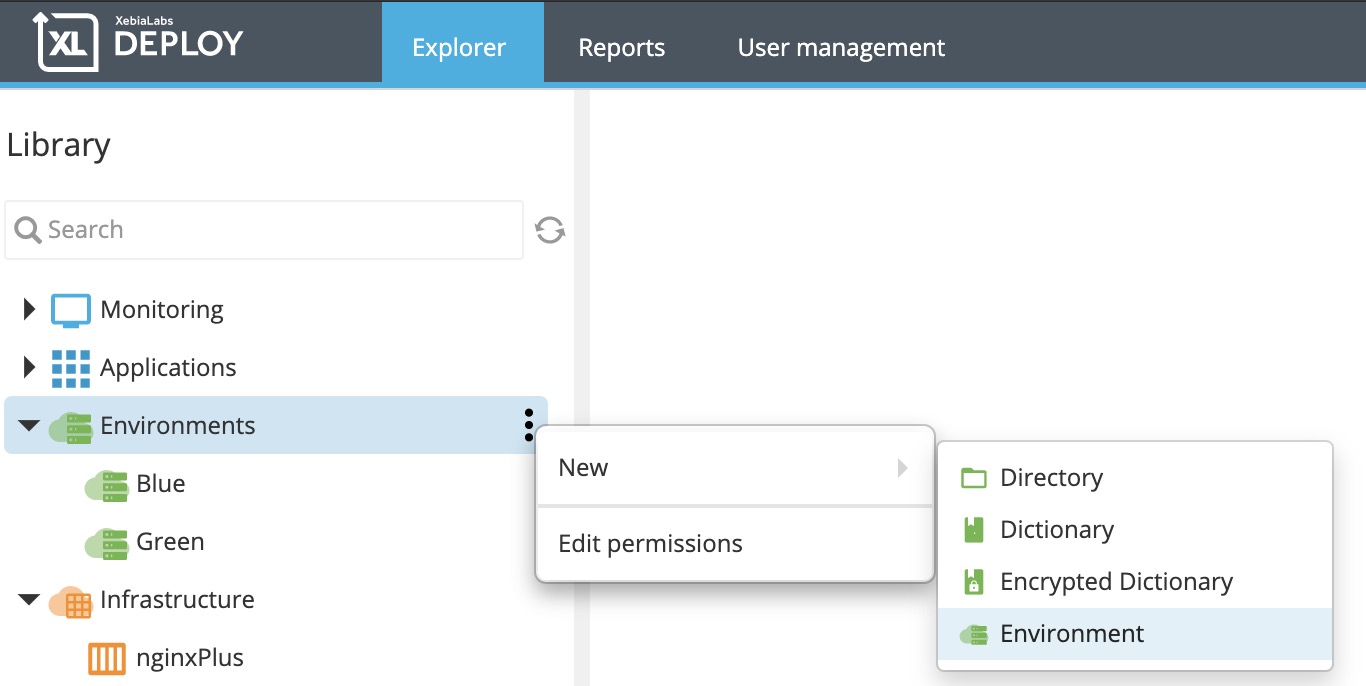 XL
XebiaLabs
DEPLOY
Explorer
Reports
User management
Library
Search
Monitoring
Applications
Environments
Blue
Green
Infrastructure
nginxPlus
New
Edit permissions
Directory
Dictionary
Encrypted Dictionary
Environment